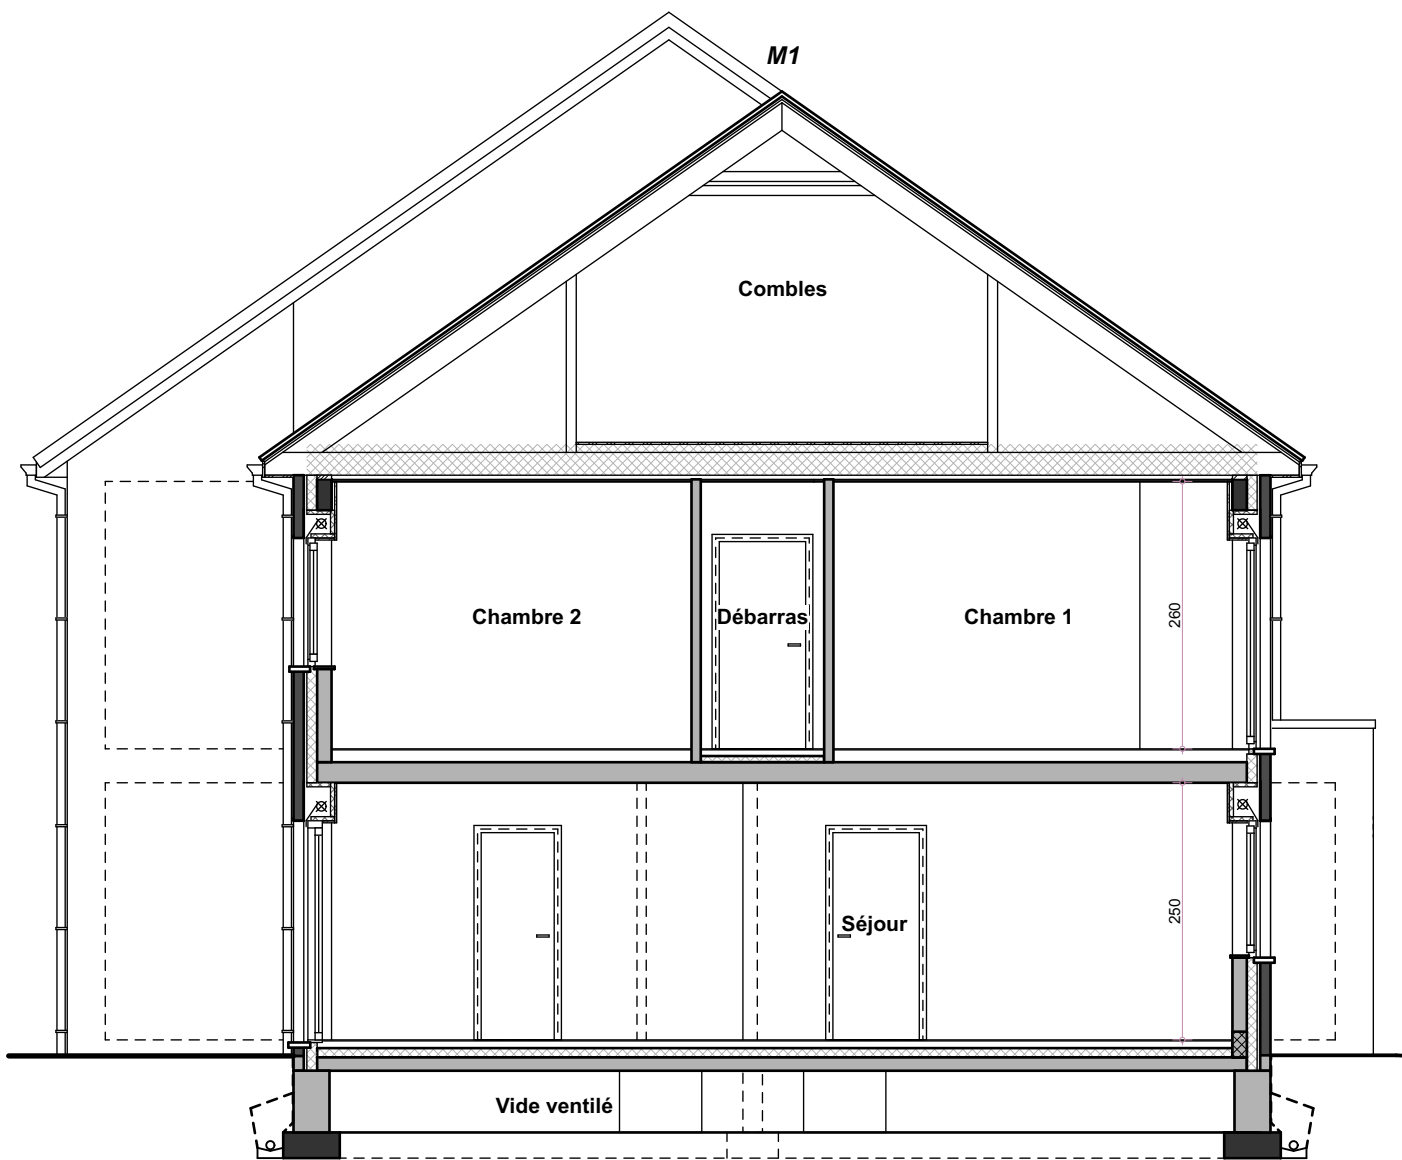 M1
Combles
Chambre 2
Débarras
Chambre 1
260
Séjour
250
Vide ventilé